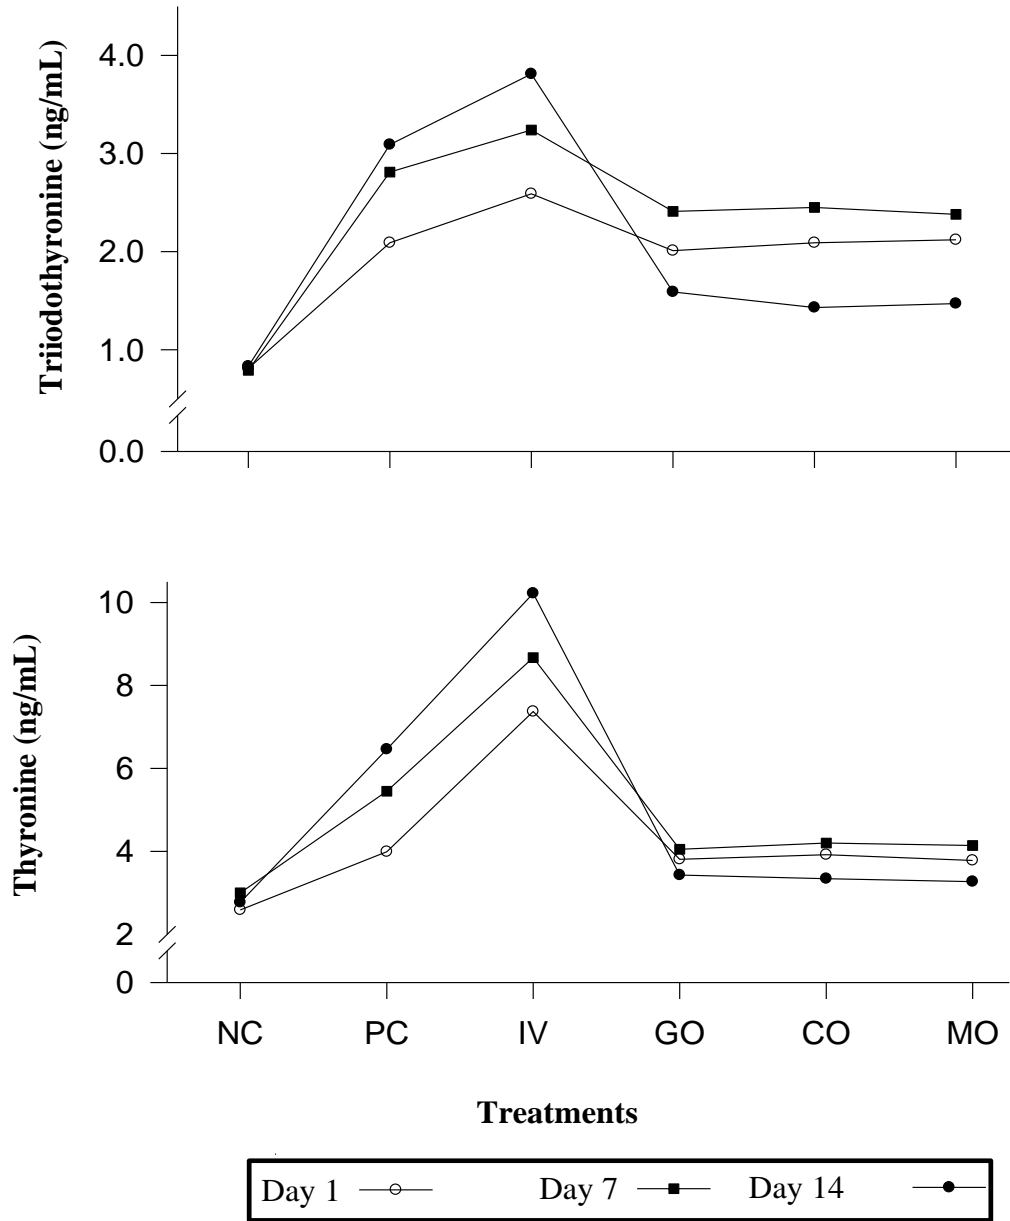 Triiodothyronine (ng/mL)
4.0
3.0
2.0
1.0
0.0
Thyronine (ng/mL)
10
8
6
4
2
0
NC PC IV GO CO MO
Treatments
Day 1 Day 7 Day 14